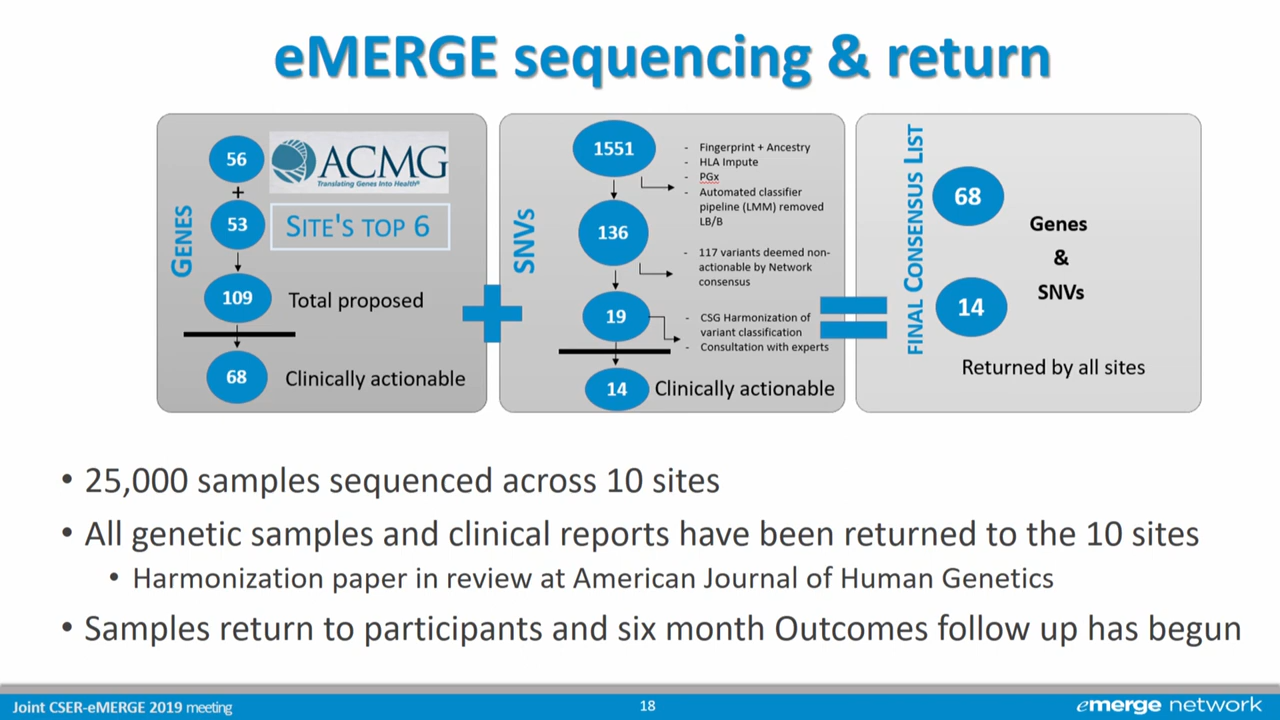 eMERGE sequencing & return
GENES
56
+
53
109
68
ACMG
Translating Genes Into Health®
SITE'S TOP 6
Total proposed
Clinically actionable
SNVs
1551
136
19
14
- Fingerprint + Ancestry
- HLA Impute
- PGx
- Automated classifier
pipeline (LMM) removed
LB/B
- 117 variants deemed non-
actionable by Network
consensus
- CSG Harmonization of
variant classification
- Consultation with experts
Clinically actionable
FINAL CONSENSUS LIST
68
14
Genes
&
SNVs
Returned by all sites
• 25,000 samples sequenced across 10 sites
• All genetic samples and clinical reports have been returned to the 10 sites
• Harmonization paper in review at American Journal of Human Genetics
• Samples return to participants and six month Outcomes follow up has begun
Joint CSER-eMERGE 2019 meeting
18
emerge network